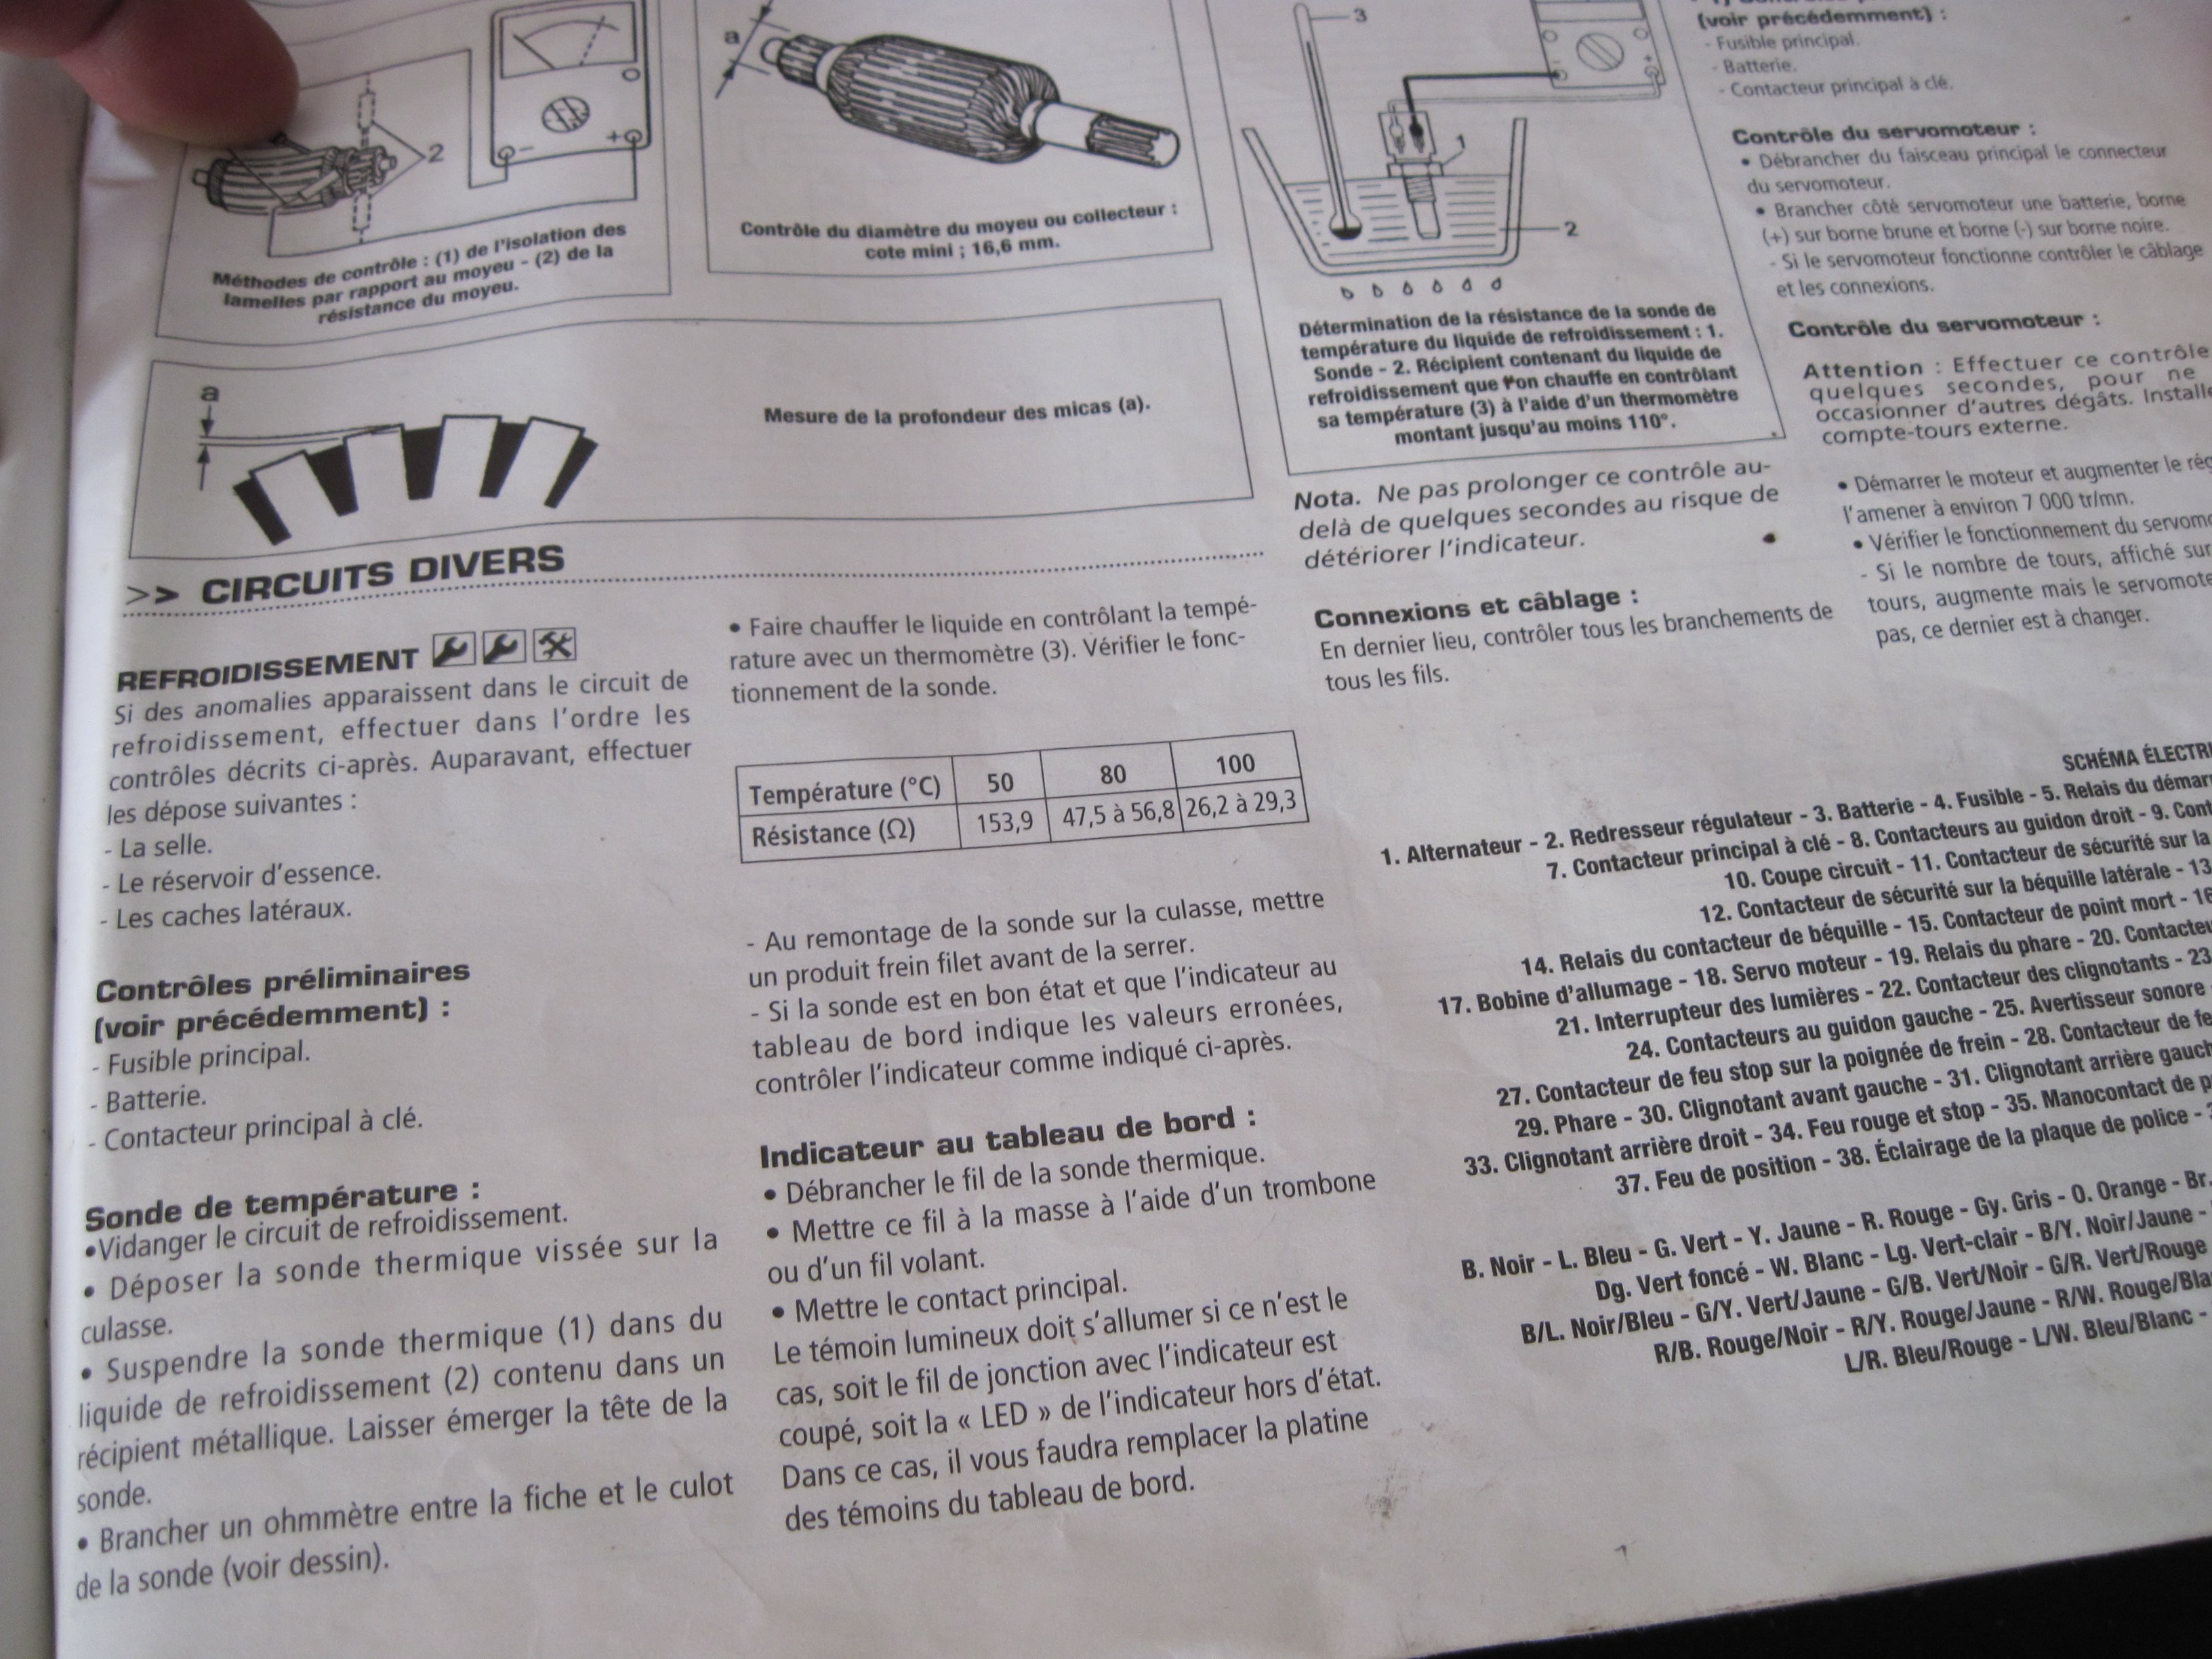 a
2
-
+
Méthodes de contrôle : (1) de l'isolation des
lamelles par rapport au moyeu - (2) de la
résistance du moyeu.
Contrôle du diamètre du moyeu ou collecteur :
cote mini ; 16,6 mm.
a
Mesure de la profondeur des micas (a).
>> CIRCUITS DIVERS
REFROIDISSEMENT
Si des anomalies apparaissent dans le circuit de
refroidissement, effectuer dans l'ordre les
contrôles décrits ci-après. Auparavant, effectuer
les dépose suivantes :
- La selle.
- Le réservoir d'essence.
- Les caches latéraux.
Contrôles préliminaires
(voir précédemment) :
- Fusible principal.
- Batterie.
- Contacteur principal à clé.
Sonde de température :
•Vidanger le circuit de refroidissement.
• Déposer la sonde thermique vissée sur la
culasse.
• Suspendre la sonde thermique (1) dans du
liquide de refroidissement (2) contenu dans un
récipient métallique. Laisser émerger la tête de la
sonde.
• Brancher un ohmmètre entre la fiche et le culot
de la sonde (voir dessin).
• Faire chauffer le liquide en contrôlant la tempé-
rature avec un thermomètre (3). Vérifier le fonc-
tionnement de la sonde.
Température (°C) 50 80 100
Résistance (Ω) 153,9 47,5 à 56,8 26,2 à 29,3
- Au remontage de la sonde sur la culasse, mettre
un produit frein filet avant de la serrer.
- Si la sonde est en bon état et que l'indicateur au
tableau de bord indique les valeurs erronées,
contrôler l'indicateur comme indiqué ci-après.
Indicateur au tableau de bord :
• Débrancher le fil de la sonde thermique.
• Mettre ce fil à la masse à l'aide d'un trombone
ou d'un fil volant.
• Mettre le contact principal.
Le témoin lumineux doit s'allumer si ce n'est le
cas, soit le fil de jonction avec l'indicateur est
coupé, soit la « LED » de l'indicateur hors d'état.
Dans ce cas, il vous faudra remplacer la platine
des témoins du tableau de bord.
3
-
+
1
2
Détermination de la résistance de la sonde de
température du liquide de refroidissement : 1.
Sonde - 2. Récipient contenant du liquide de
refroidissement que l'on chauffe en contrôlant
sa température (3) à l'aide d'un thermomètre
montant jusqu'au moins 110°.
Nota. Ne pas prolonger ce contrôle au-
delà de quelques secondes au risque de
détériorer l'indicateur.
Connexions et câblage :
En dernier lieu, contrôler tous les branchements de
tous les fils.
(voir précédemment) :
- Fusible principal.
- Batterie.
- Contacteur principal à clé.
Contrôle du servomoteur :
• Débrancher du faisceau principal le connecteur
du servomoteur.
• Brancher côté servomoteur une batterie, borne
(+) sur borne brune et borne (-) sur borne noire.
- Si le servomoteur fonctionne contrôler le câblage
et les connexions.
Contrôle du servomoteur :
Attention : Effectuer ce contrôle
quelques secondes, pour ne
occasionner d'autres dégâts. Installe
compte-tours externe.
• Démarrer le moteur et augmenter le rég
l'amener à environ 7 000 tr/mn.
• Vérifier le fonctionnement du servomo
- Si le nombre de tours, affiché sur
tours, augmente mais le servomote
pas, ce dernier est à changer.
SCHÉMA ÉLECTRI
1. Alternateur - 2. Redresseur régulateur - 3. Batterie - 4. Fusible - 5. Relais du démar
7. Contacteur principal à clé - 8. Contacteurs au guidon droit - 9. Cont
10. Coupe circuit - 11. Contacteur de sécurité sur la
12. Contacteur de sécurité sur la béquille latérale - 13
14. Relais du contacteur de béquille - 15. Contacteur de point mort - 16
17. Bobine d'allumage - 18. Servo moteur - 19. Relais du phare - 20. Contacteu
21. Interrupteur des lumières - 22. Contacteur des clignotants - 23
24. Contacteurs au guidon gauche - 25. Avertisseur sonore
27. Contacteur de feu stop sur la poignée de frein - 28. Contacteur de fe
29. Phare - 30. Clignotant avant gauche - 31. Clignotant arrière gauch
33. Clignotant arrière droit - 34. Feu rouge et stop - 35. Manocontact de p
37. Feu de position - 38. Éclairage de la plaque de police -
B. Noir - L. Bleu - G. Vert - Y. Jaune - R. Rouge - Gy. Gris - O. Orange - Br.
Dg. Vert foncé - W. Blanc - Lg. Vert-clair - B/Y. Noir/Jaune -
B/L. Noir/Bleu - G/Y. Vert/Jaune - G/B. Vert/Noir - G/R. Vert/Rouge
R/B. Rouge/Noir - R/Y. Rouge/Jaune - R/W. Rouge/Bla
L/R. Bleu/Rouge - L/W. Bleu/Blanc -